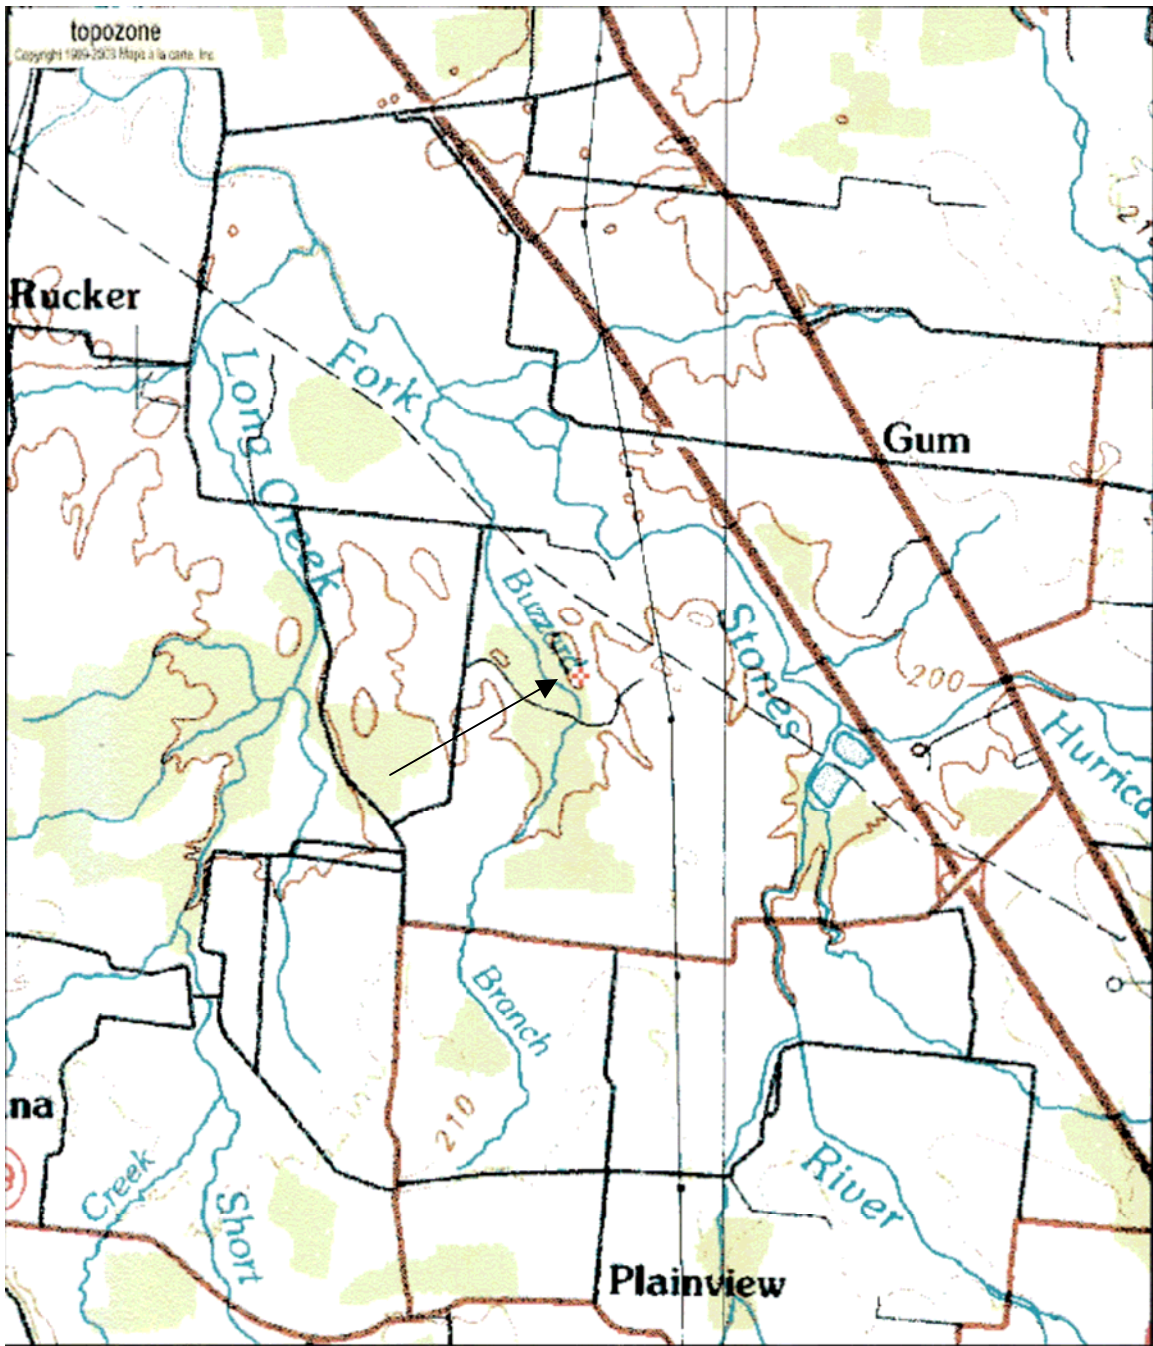 topozone
Copyright 1999-2003 Maps a la carte, Inc.
Rucker
Fork
Long Creek
Gum
Buzzard
Stones
200
Hurrica
Branch
210
na
Creek
Short
River
Plainview